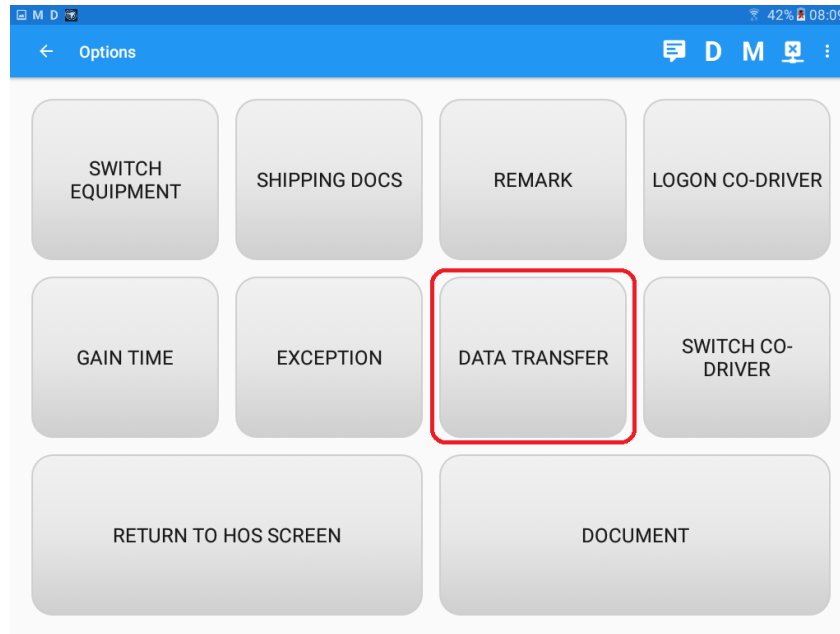 M D 42% 08:09
Options D M
SWITCH
EQUIPMENT
SHIPPING DOCS
REMARK
LOGON CO-DRIVER
GAIN TIME
EXCEPTION
DATA TRANSFER
SWITCH CO-
DRIVER
RETURN TO HOS SCREEN
DOCUMENT